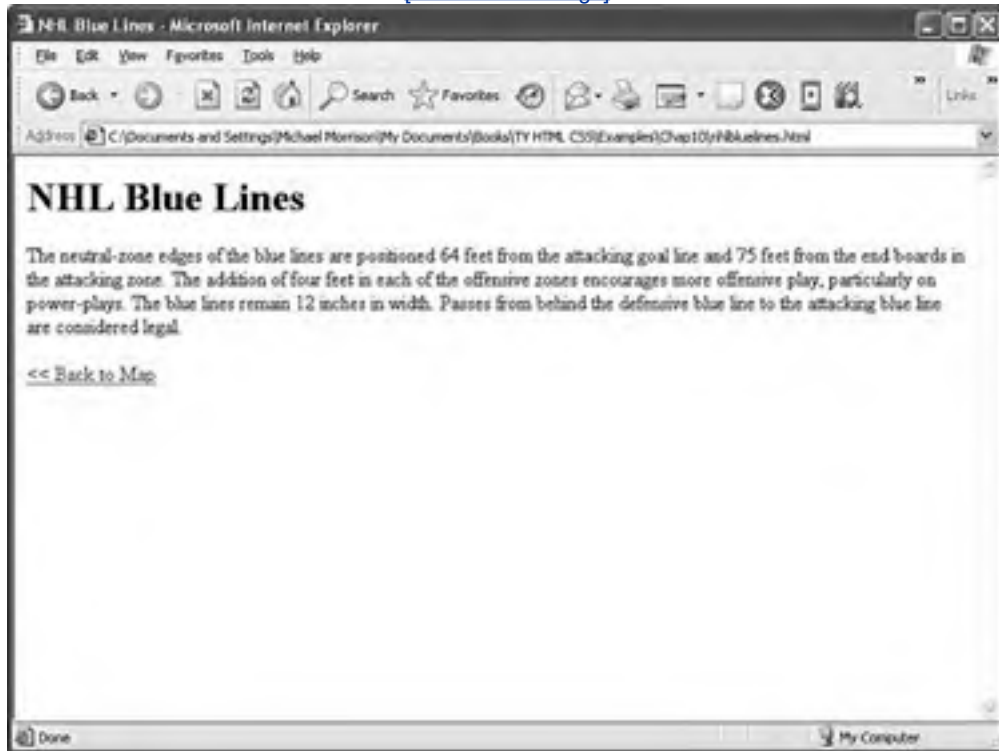 NHL Blue Lines - Microsoft Internet Explorer
File Edit View Favorites Tools Help
Back Search Favorites Links
Address C:\Documents and Settings\Michael Morrison\My Documents\Books\TY HTML CSS\Examples\Chap10\nhlbluelines.html
NHL Blue Lines
The neutral-zone edges of the blue lines are positioned 64 feet from the attacking goal line and 75 feet from the end boards in
the attacking zone. The addition of four feet in each of the offensive zones encourages more offensive play, particularly on
power-plays. The blue lines remain 12 inches in width. Passes from behind the defensive blue line to the attacking blue line
are considered legal.
<< Back to Map
Done My Computer